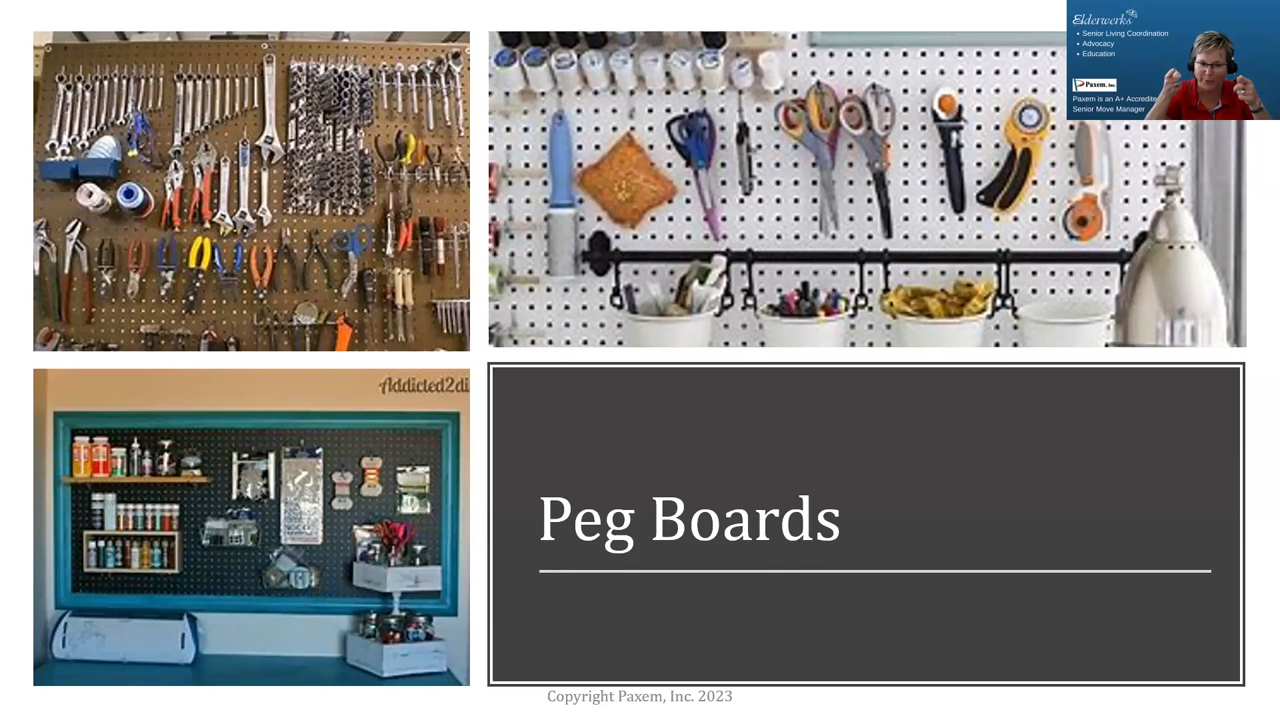 Elderwerks
• Senior Living Coordination
• Advocacy
• Education
Paxem, Inc.
Paxem is an A+ Accredite
Senior Move Manager
Addicted2di
Peg Boards
Copyright Paxem, Inc. 2023